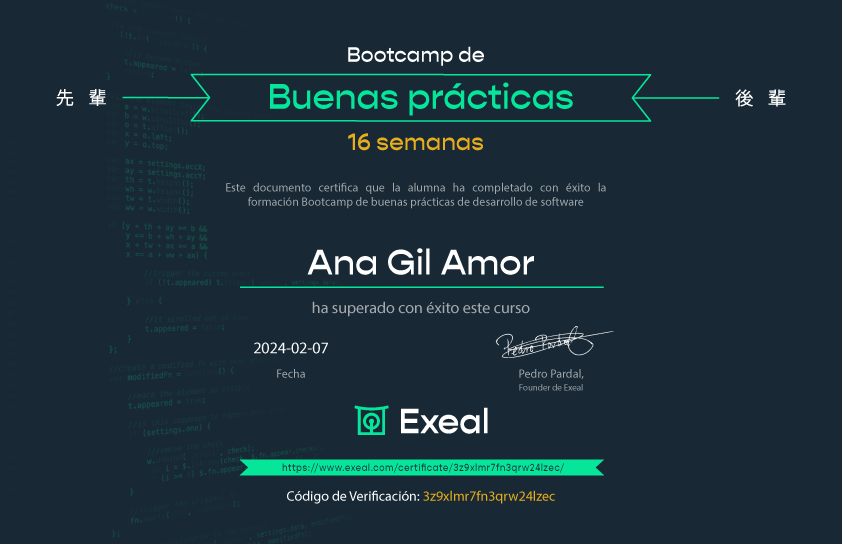 Bootcamp de
Buenas prácticas
先 輩
後 輩
16 semanas
Este documento certifica que la alumna ha completado con éxito la
formación Bootcamp de buenas prácticas de desarrollo de software
Ana Gil Amor
ha superado con éxito este curso
2024-02-07
Pedro Pardal
Fecha
Pedro Pardal,
Founder de Exeal
Exeal
https://www.exeal.com/certificate/3z9xlmr7fn3qrw24lzec/
Código de Verificación: 3z9xlmr7fn3qrw24lzec